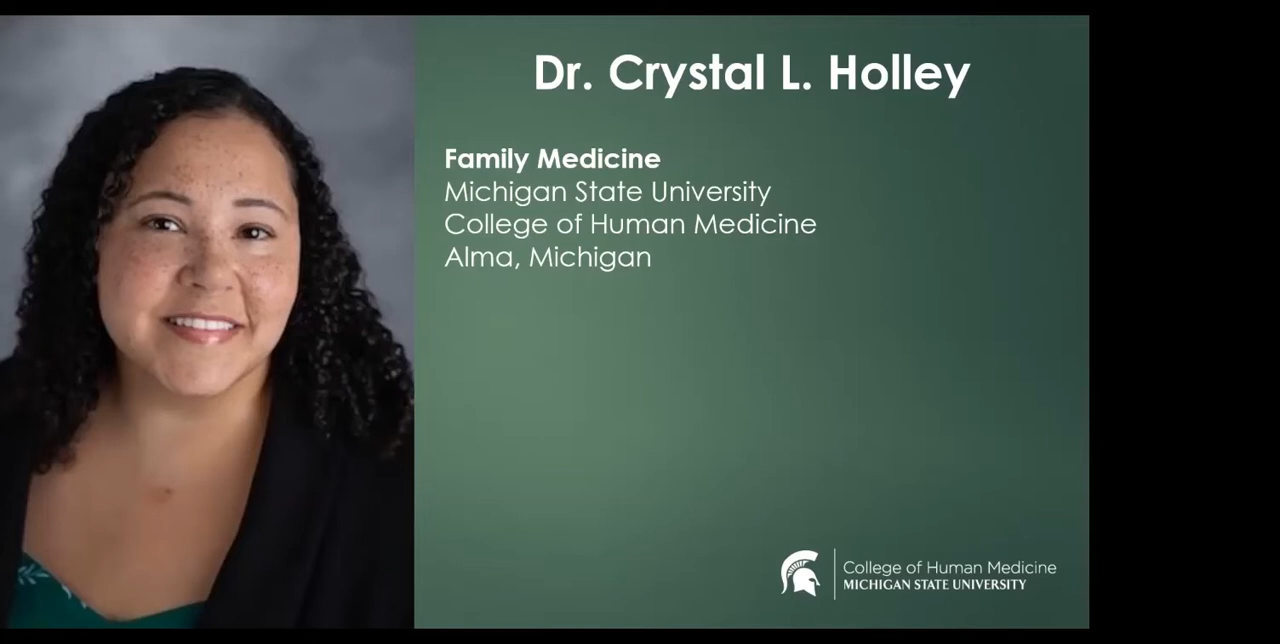 Dr. Crystal L. Holley
Family Medicine
Michigan State University
College of Human Medicine
Alma, Michigan
College of Human Medicine
MICHIGAN STATE UNIVERSITY